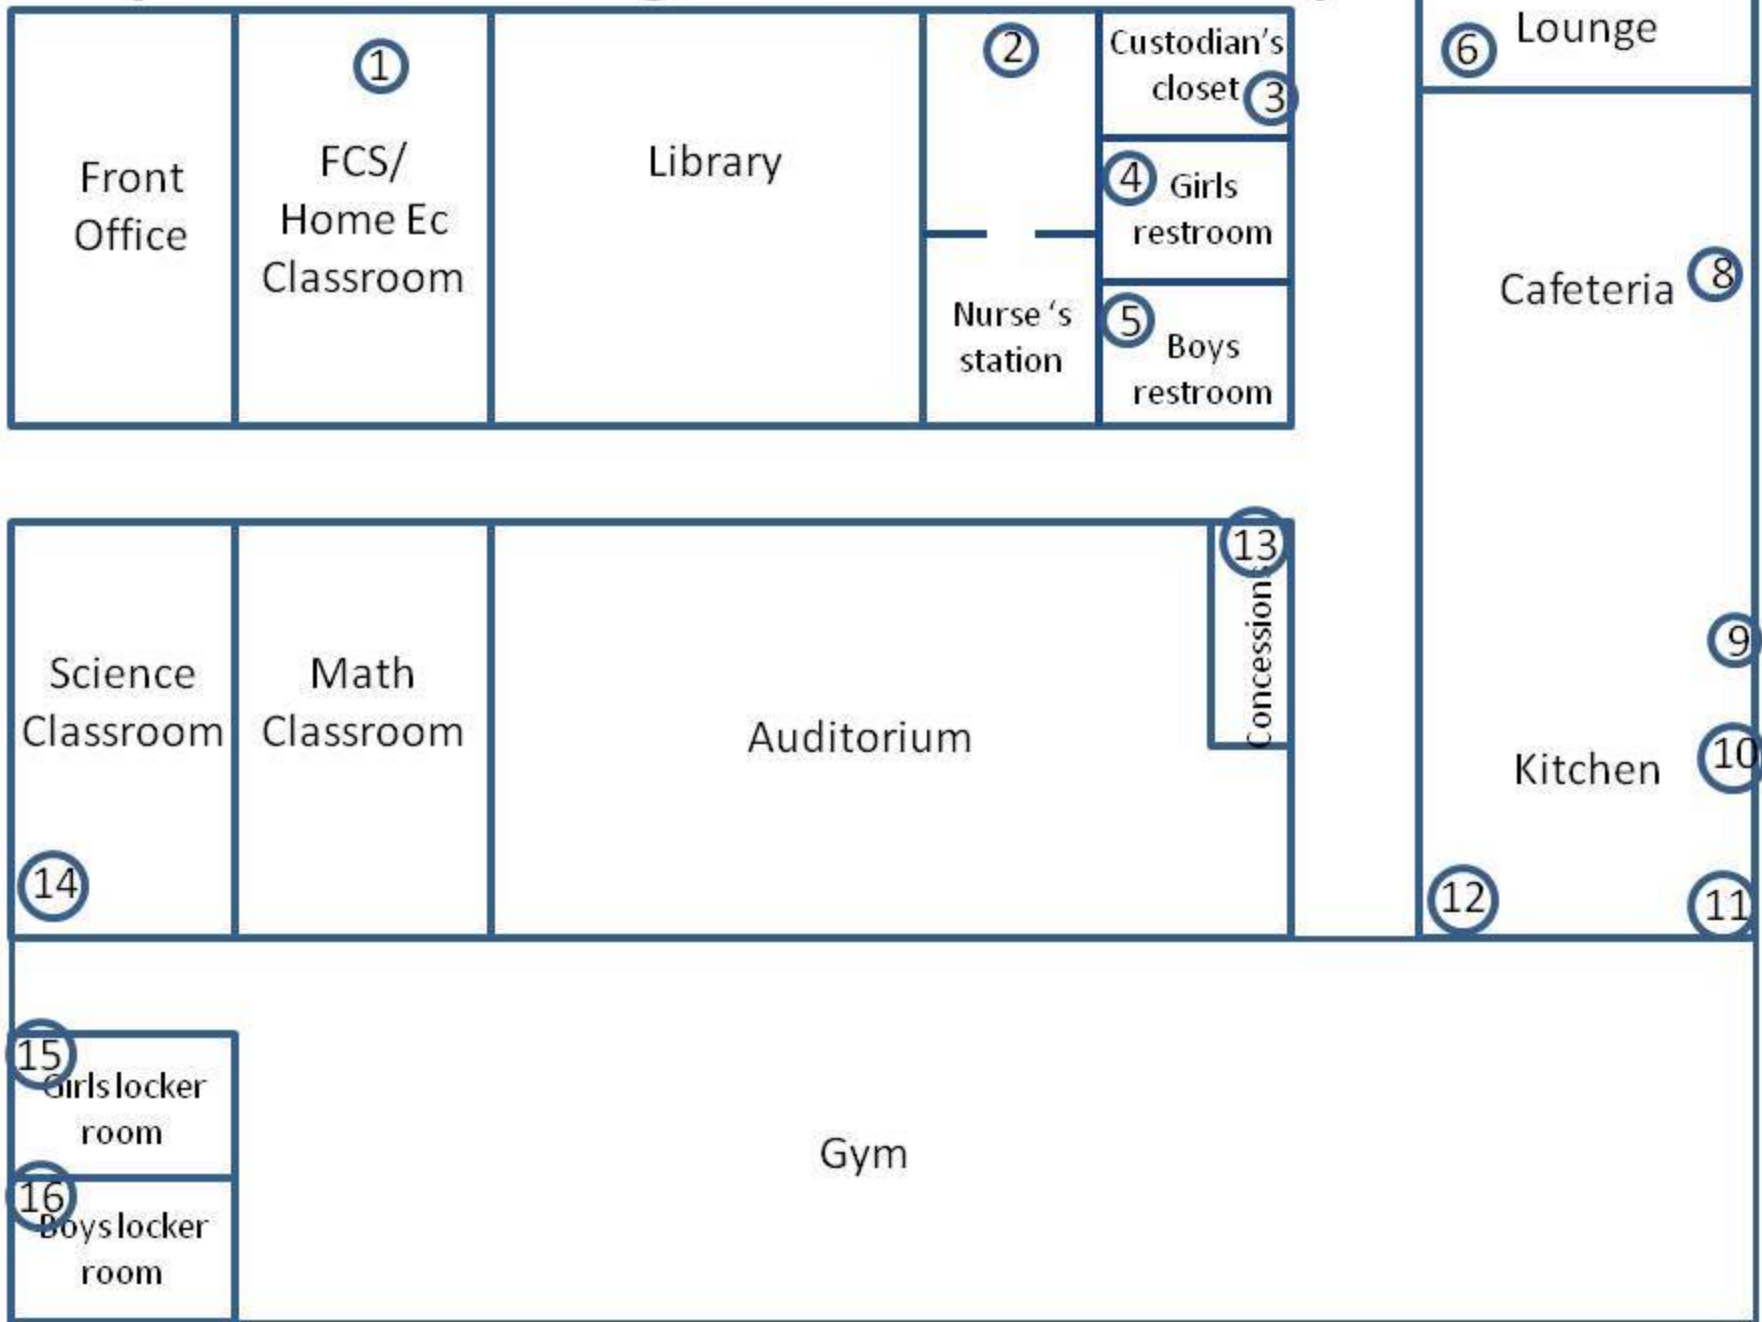 1
2
Custodian's
closet 3
6 Lounge
Front
Office
FCS/
Home Ec
Classroom
Library
4 Girls
restroom
Nurse ‘s
station
5 Boys
restroom
Cafeteria 8
13
Concession
9
Science
Classroom
Math
Classroom
Auditorium
Kitchen 10
14
12
11
15
Girls locker
room
16
Boys locker
room
Gym